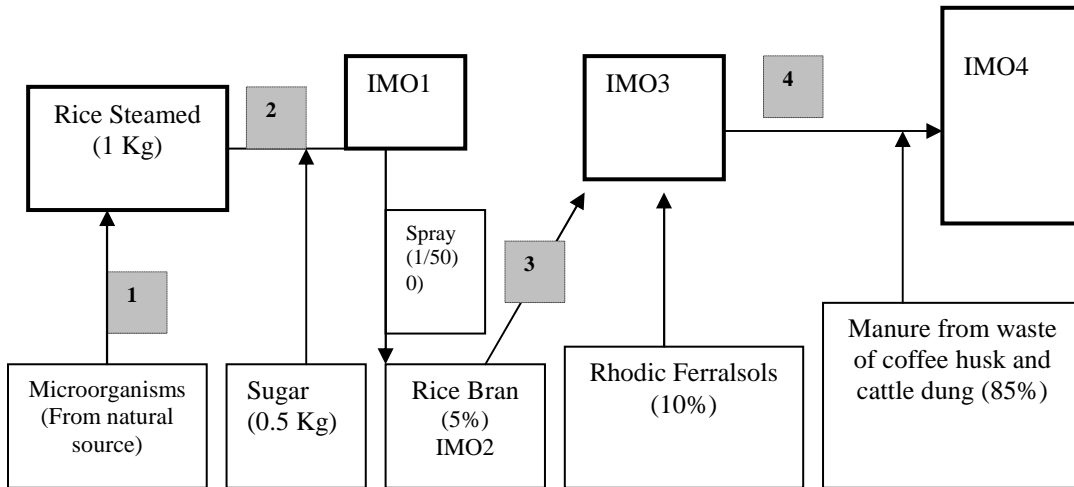 Rice Steamed
(1 Kg)
2
IMO1
IMO3
4
IMO4
1
Spray
(1/50)
0)
3
Microorganisms
(From natural
source)
Sugar
(0.5 Kg)
Rice Bran
(5%)
IMO2
Rhodic Ferralsols
(10%)
Manure from waste
of coffee husk and
cattle dung (85%)